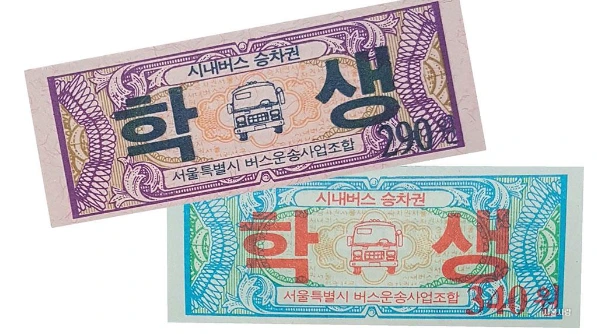 시내버스 승차권
학 생
290원
서울특별시 버스운송사업조합
시내버스 승차권
학 생
서울특별시 버스운송사업조합
340원